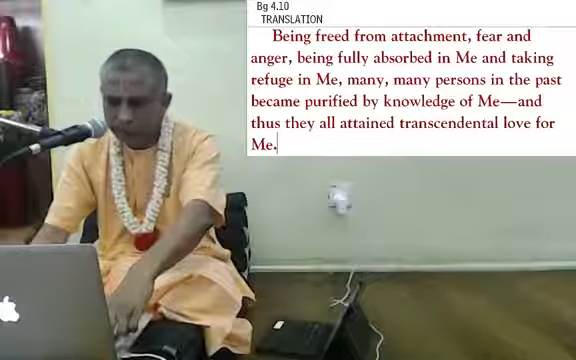 Bg 4.10
TRANSLATION
Being freed from attachment, fear and
anger, being fully absorbed in Me and taking
refuge in Me, many, many persons in the past
became purified by knowledge of Me—and
thus they all attained transcendental love for
Me.